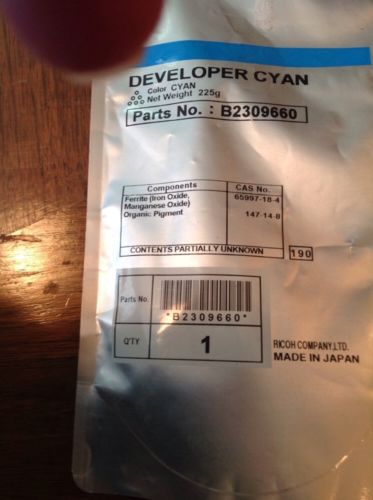 DEVELOPER CYAN
Color CYAN
Net Weight 225g
Parts No. : B2309660
Components CAS No.
Ferrite (Iron Oxide, 65997-18-4
Manganese Oxide)
Organic Pigment 147-14-8
CONTENTS PARTIALLY UNKNOWN
190
Parts No.
*B2309660*
Q'TY 1
RICOH COMPANY,LTD.
MADE IN JAPAN